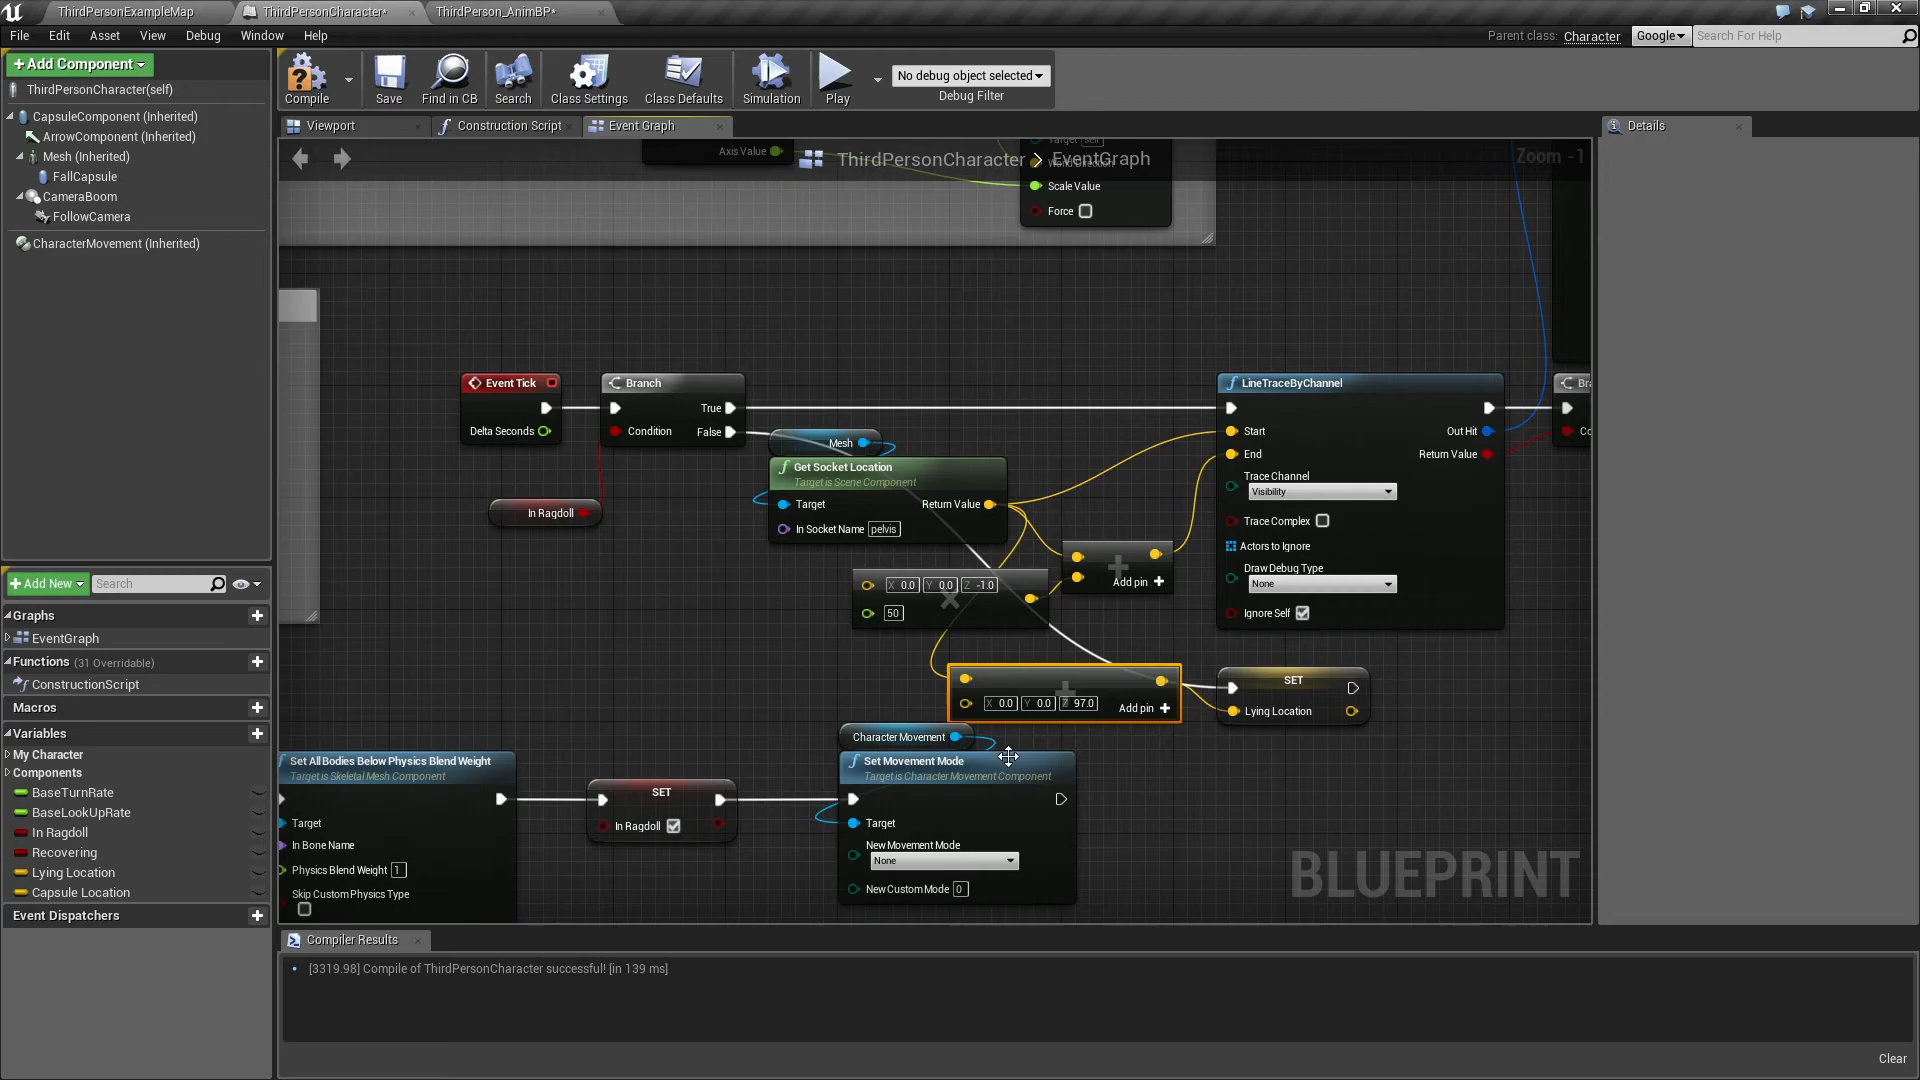 ThirdPersonExampleMap
ThirdPersonCharacter*
ThirdPerson_AnimBP*
File Edit Asset View Debug Window Help
Parent class: Character
Google
Search For Help
+Add Component
ThirdPersonCharacter(self)
CapsuleComponent (Inherited)
ArrowComponent (Inherited)
Mesh (Inherited)
FallCapsule
CameraBoom
FollowCamera
CharacterMovement (Inherited)
Compile
Save
Find in CB
Search
Class Settings
Class Defaults
Simulation
Play
No debug object selected
Debug Filter
Viewport
Construction Script
Event Graph
Details
ThirdPersonCharacter > EventGraph
Zoom -1
Axis Value
Target self
Scale Value
Force
Event Tick
Delta Seconds
Branch
True
Condition
False
In Ragdoll
Mesh
Get Socket Location
Target is Scene Component
Target
Return Value
In Socket Name pelvis
X 0.0 Y 0.0 Z -1.0
50
Add pin +
LineTraceByChannel
Start
Out Hit
End
Return Value
Trace Channel
Visibility
Trace Complex
Actors to Ignore
Draw Debug Type
None
Ignore Self
Bra
Co
X 0.0 Y 0.0 Z 97.0
Add pin +
SET
Lying Location
Character Movement
Set All Bodies Below Physics Blend Weight
Target is Skeletal Mesh Component
Target
In Bone Name
Physics Blend Weight 1
Skip Custom Physics Type
SET
In Ragdoll
Set Movement Mode
Target is Character Movement Component
Target
New Movement Mode
None
New Custom Mode 0
BLUEPRINT
+Add New
Search
Graphs
EventGraph
Functions (31 Overridable)
ConstructionScript
Macros
Variables
My Character
Components
BaseTurnRate
BaseLookUpRate
In Ragdoll
Recovering
Lying Location
Capsule Location
Event Dispatchers
Compiler Results
[3319.98] Compile of ThirdPersonCharacter successful! [in 139 ms]
Clear